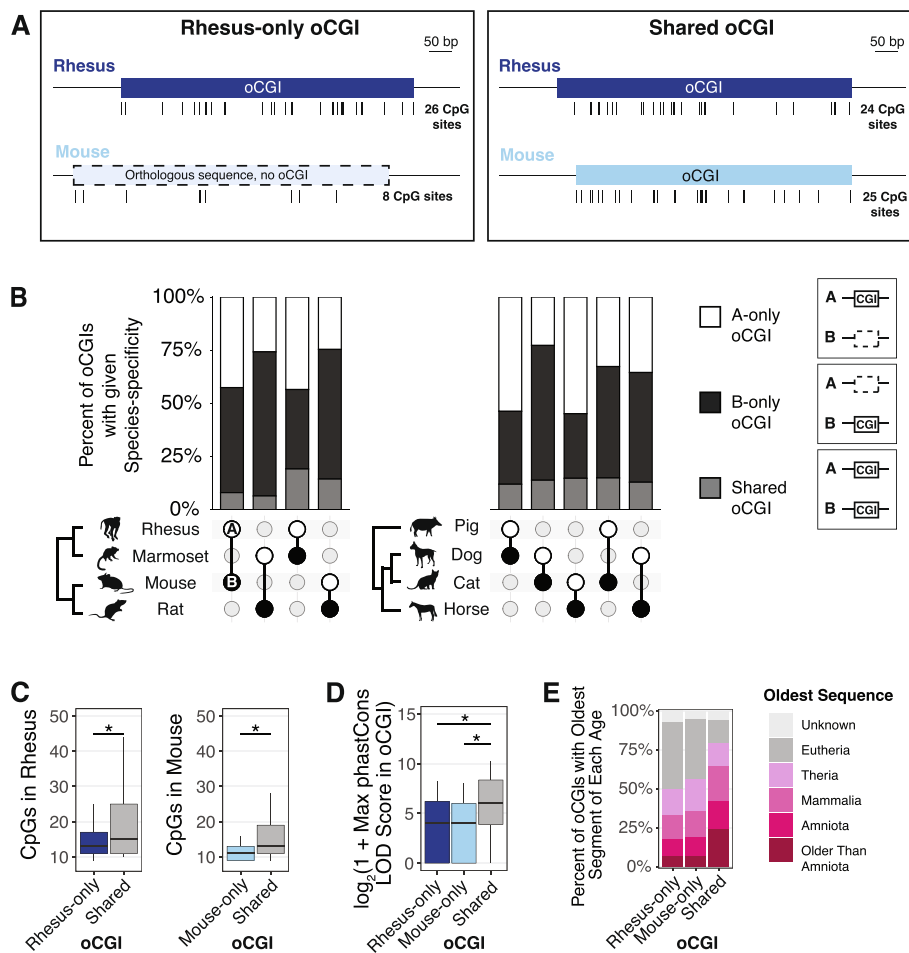 A
Rhesus-only oCGI
50 bp
Rhesus
oCGI
26 CpG
sites
Mouse
Orthologous sequence, no oCGI
8 CpG sites
Shared oCGI
50 bp
Rhesus
oCGI
24 CpG
sites
Mouse
oCGI
25 CpG
sites
B
Percent of oCGIs
with given
Species-specificity
100%
75%
50%
25%
0%
A
B
Rhesus
Marmoset
Mouse
Rat
Pig
Dog
Cat
Horse
A-only
oCGI
B-only
oCGI
Shared
oCGI
A CGI
B
A
B CGI
A CGI
B CGI
C
CpGs in Rhesus
50
40
30
20
10
*
Rhesus-only
Shared
oCGI
CpGs in Mouse
50
40
30
20
10
*
Mouse-only
Shared
oCGI
D
log2(1 + Max phastCons
LOD Score in oCGI)
15
10
5
0
*
*
Rhesus-only
Mouse-only
Shared
oCGI
E
Percent of oCGIs with Oldest
Segment of Each Age
100%
75%
50%
25%
0%
Rhesus-only
Mouse-only
Shared
oCGI
Oldest Sequence
Unknown
Eutheria
Theria
Mammalia
Amniota
Older Than
Amniota